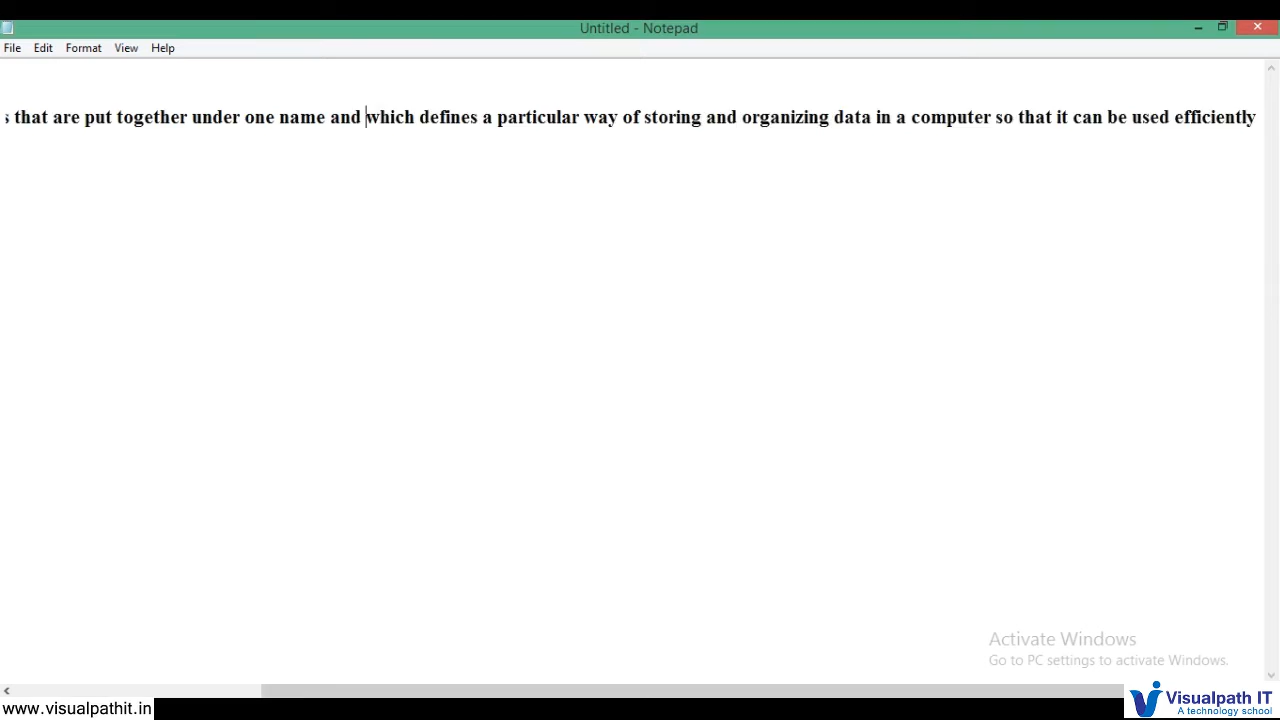 Untitled - Notepad
File Edit Format View Help
s that are put together under one name and which defines a particular way of storing and organizing data in a computer so that it can be used efficiently
Activate Windows
Go to PC settings to activate Windows.
www.visualpathit.in
Visualpath IT
A technology school